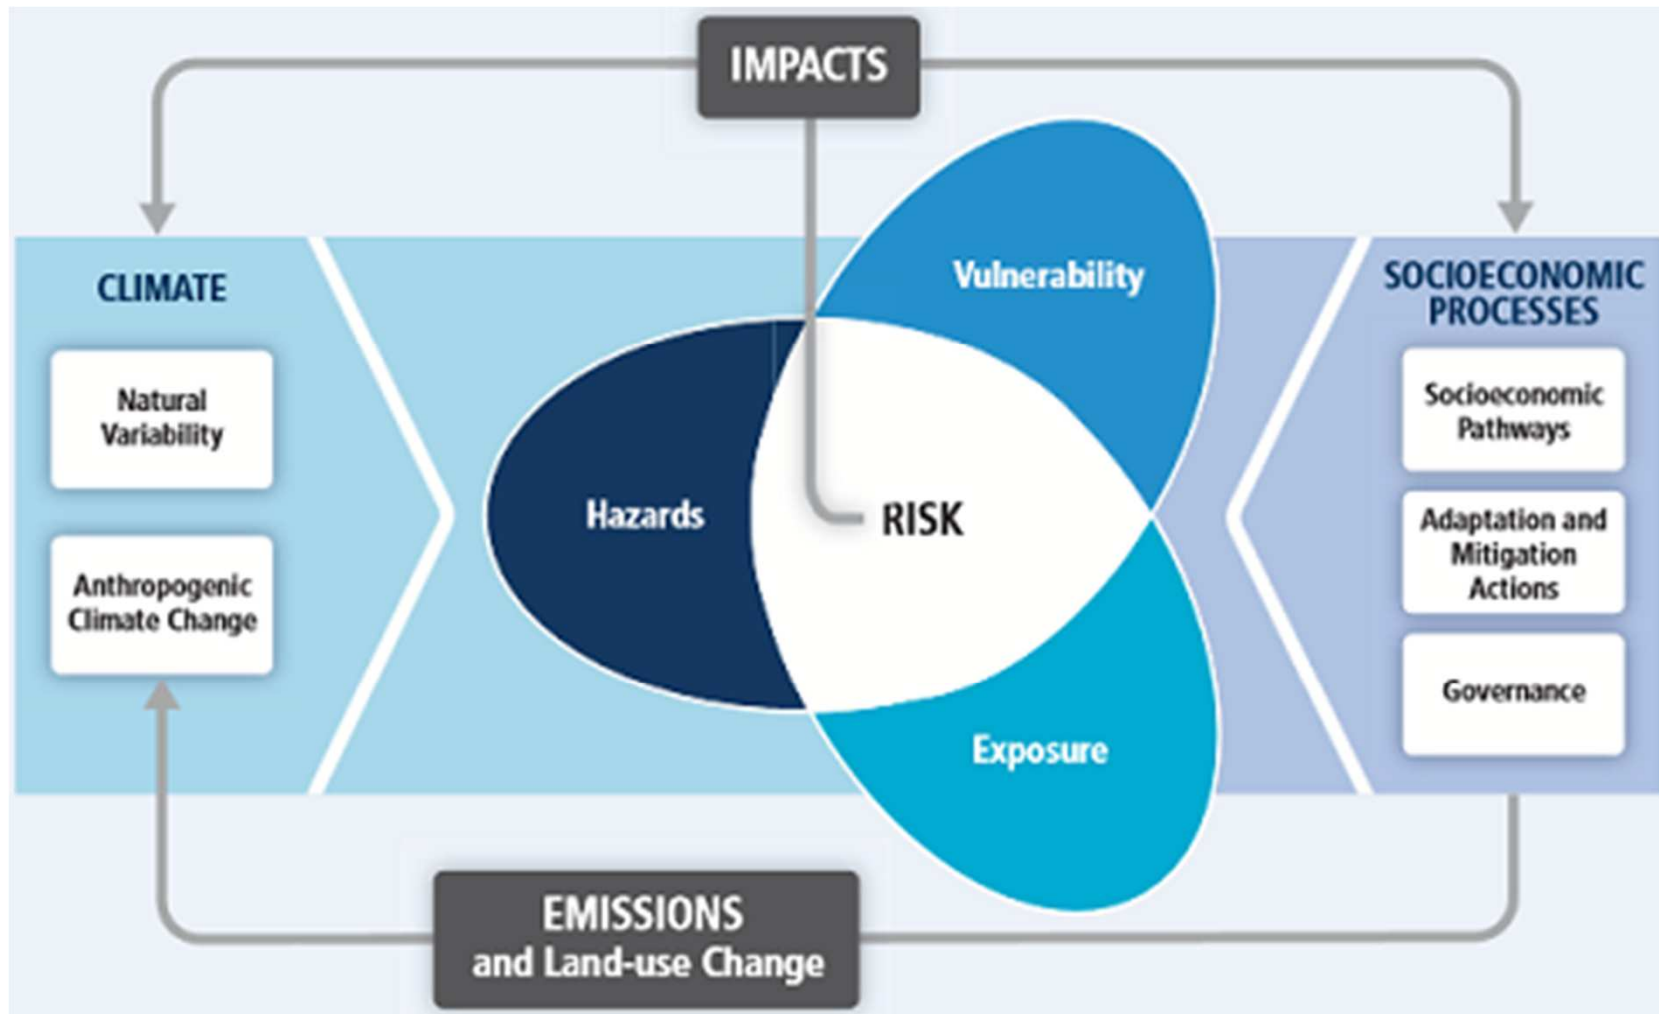 IMPACTS
CLIMATE
Natural
Variability
Anthropogenic
Climate Change
Vulnerability
Hazards
RISK
Exposure
SOCIOECONOMIC
PROCESSES
Socioeconomic
Pathways
Adaptation and
Mitigation
Actions
Governance
EMISSIONS
and Land-use Change